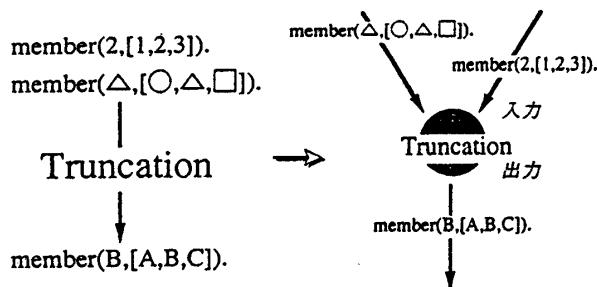 member(2,[1,2,3]).
member(△,[○,△,□]).
Truncation
member(B,[A,B,C]).
member(△,[○,△,□]).
member(2,[1,2,3]).
入力
Truncation
出力
member(B,[A,B,C]).